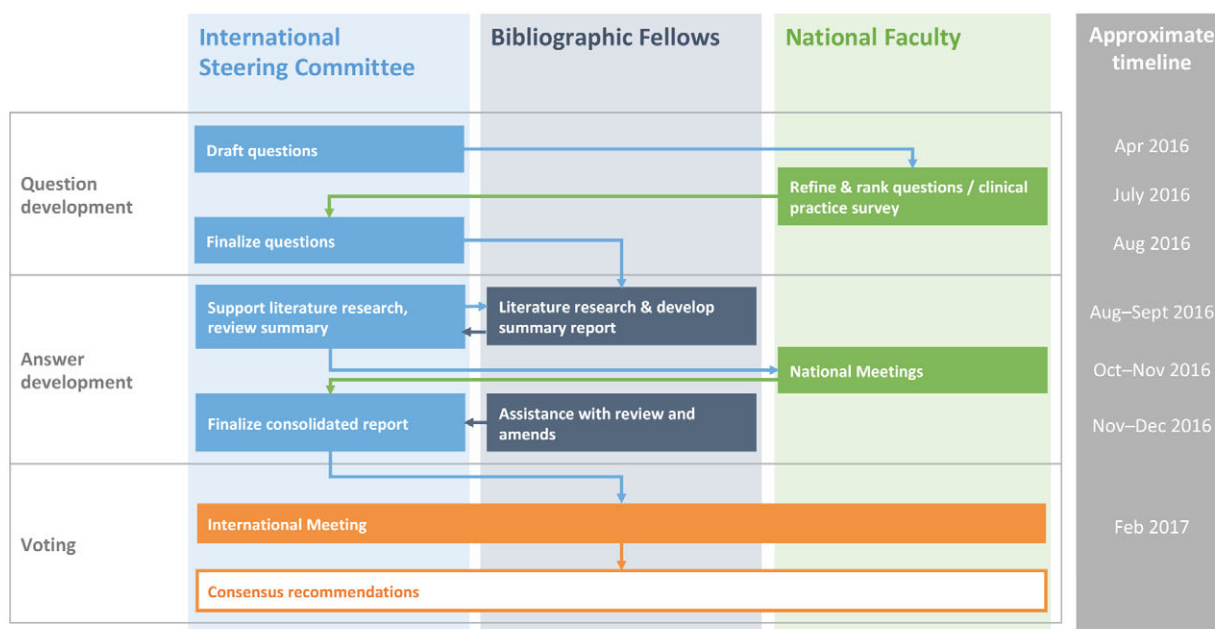 International
Steering Committee
Bibliographic Fellows
National Faculty
Approximate
timeline
Question
development
Draft questions
Apr 2016
Refine & rank questions / clinical
practice survey
July 2016
Finalize questions
Aug 2016
Answer
development
Support literature research,
review summary
Literature research & develop
summary report
Aug–Sept 2016
National Meetings
Oct–Nov 2016
Finalize consolidated report
Assistance with review and
amends
Nov–Dec 2016
Voting
International Meeting
Feb 2017
Consensus recommendations